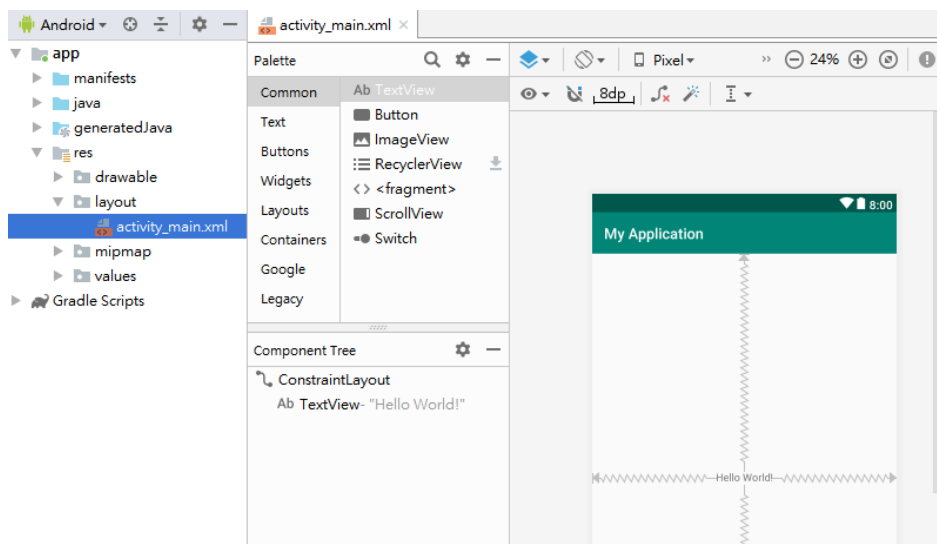 Android
activity_main.xml
app
manifests
java
generatedJava
res
drawable
layout
activity_main.xml
mipmap
values
Gradle Scripts
Palette
Common
Text
Buttons
Widgets
Layouts
Containers
Google
Legacy
Ab TextView
Button
ImageView
RecyclerView
<> <fragment>
ScrollView
Switch
Component Tree
ConstraintLayout
Ab TextView- "Hello World!"
Pixel
24%
8dp
8:00
My Application
Hello World!